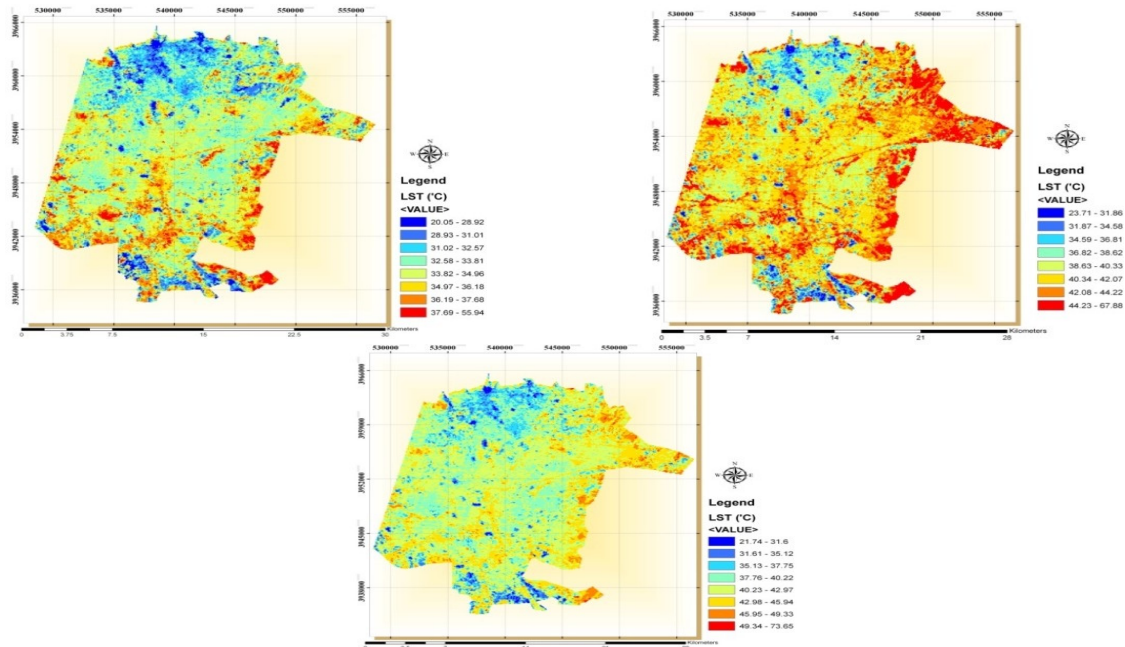 530000 535000 540000 545000 550000 555000
3966000
3960000
3954000
3948000
3942000
3936000
N
W E
S
Legend
LST (°C)
<VALUE>
20.05 - 28.92
28.93 - 31.01
31.02 - 32.57
32.58 - 33.81
33.82 - 34.96
34.97 - 36.18
36.19 - 37.68
37.69 - 55.94
0 3.75 7.5 15 22.5 30
Kilometers
530000 535000 540000 545000 550000 555000
3966000
3960000
3954000
3948000
3942000
3936000
N
W E
S
Legend
LST (°C)
<VALUE>
23.71 - 31.86
31.87 - 34.58
34.59 - 36.81
36.82 - 38.62
38.63 - 40.33
40.34 - 42.07
42.08 - 44.22
44.23 - 67.88
0 3.5 7 14 21 28
Kilometers
530000 535000 540000 545000 550000 555000
3966000
3959000
3952000
3945000
3938000
N
W E
S
Legend
LST (°C)
<VALUE>
21.74 - 31.6
31.61 - 35.12
35.13 - 37.75
37.76 - 40.22
40.23 - 42.97
42.98 - 45.94
45.95 - 49.33
49.34 - 73.65
Kilometers